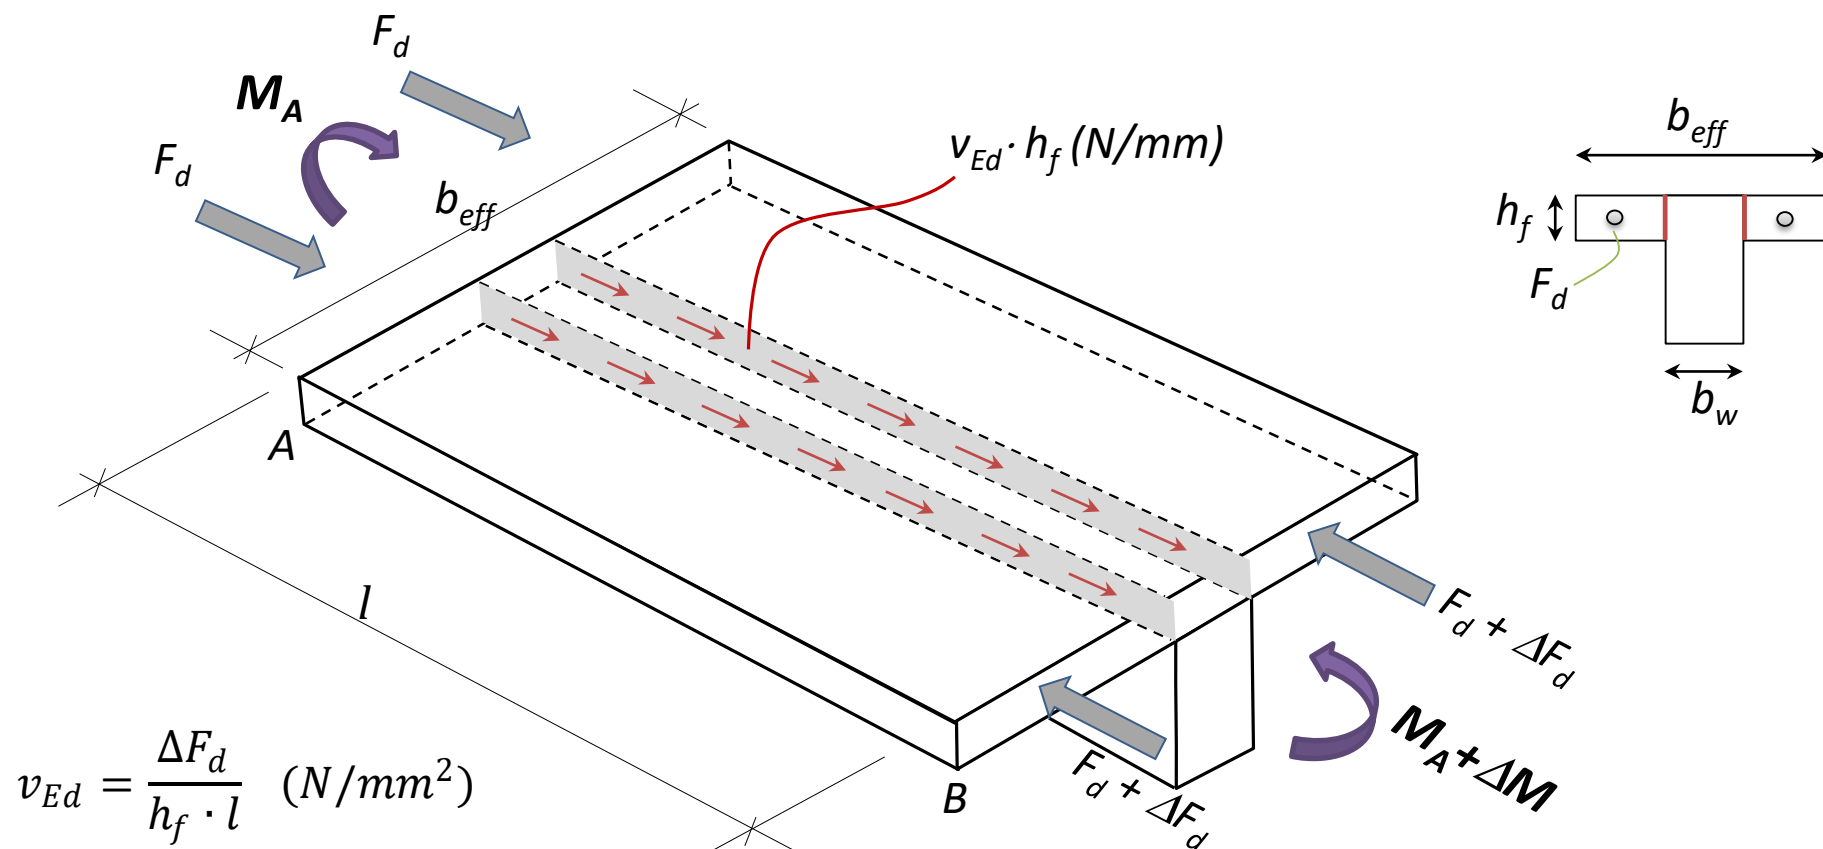 F_d
M_A
F_d
b_eff
v_Ed · h_f (N/mm)
b_eff
h_f
F_d
b_w
A
l
F_d + ΔF_d
M_A+ΔM
F_d + ΔF_d
B
v_Ed = ΔF_d / (h_f · l) (N/mm²)